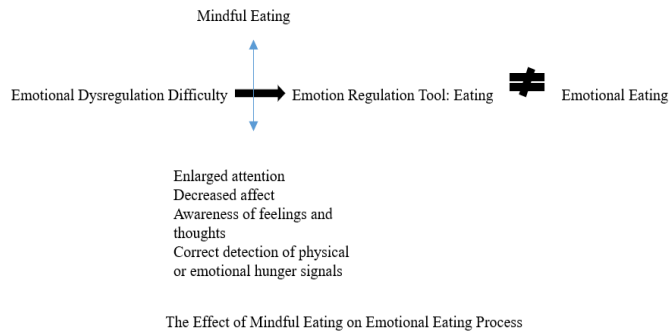 Mindful Eating
Emotional Dysregulation Difficulty Emotion Regulation Tool: Eating ≠ Emotional Eating
Enlarged attention
Decreased affect
Awareness of feelings and
thoughts
Correct detection of physical
or emotional hunger signals
The Effect of Mindful Eating on Emotional Eating Process